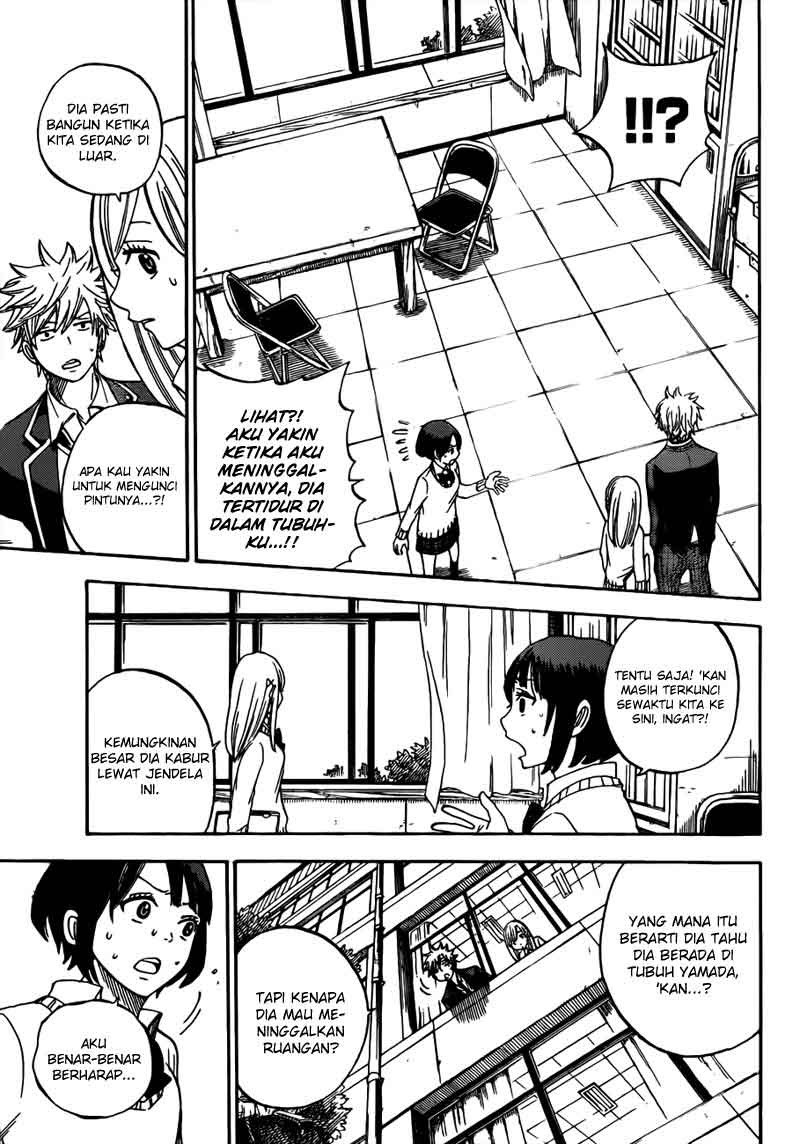 !!?
LIHAT?!
AKU YAKIN
KETIKA AKU
MENINGGAL-
KANNYA, DIA
TERTIDUR DI
DALAM TUBUH-
KU...!!
DIA PASTI
BANGUN KETIKA
KITA SEDANG DI
LUAR.
APA KAU YAKIN
UNTUK MENGUNCI
PINTUNYA...?!
TENTU SAJA! 'KAN
MASIH TERKUNCI
SEWAKTU KITA KE
SINI, INGAT?!
KEMUNGKINAN
BESAR DIA KABUR
LEWAT JENDELA
INI.
YANG MANA ITU
BERARTI DIA TAHU
DIA BERADA DI
TUBUH YAMADA,
'KAN...?
TAPI KENAPA
DIA MAU ME-
NINGGALKAN
RUANGAN?
AKU
BENAR-BENAR
BERHARAP...